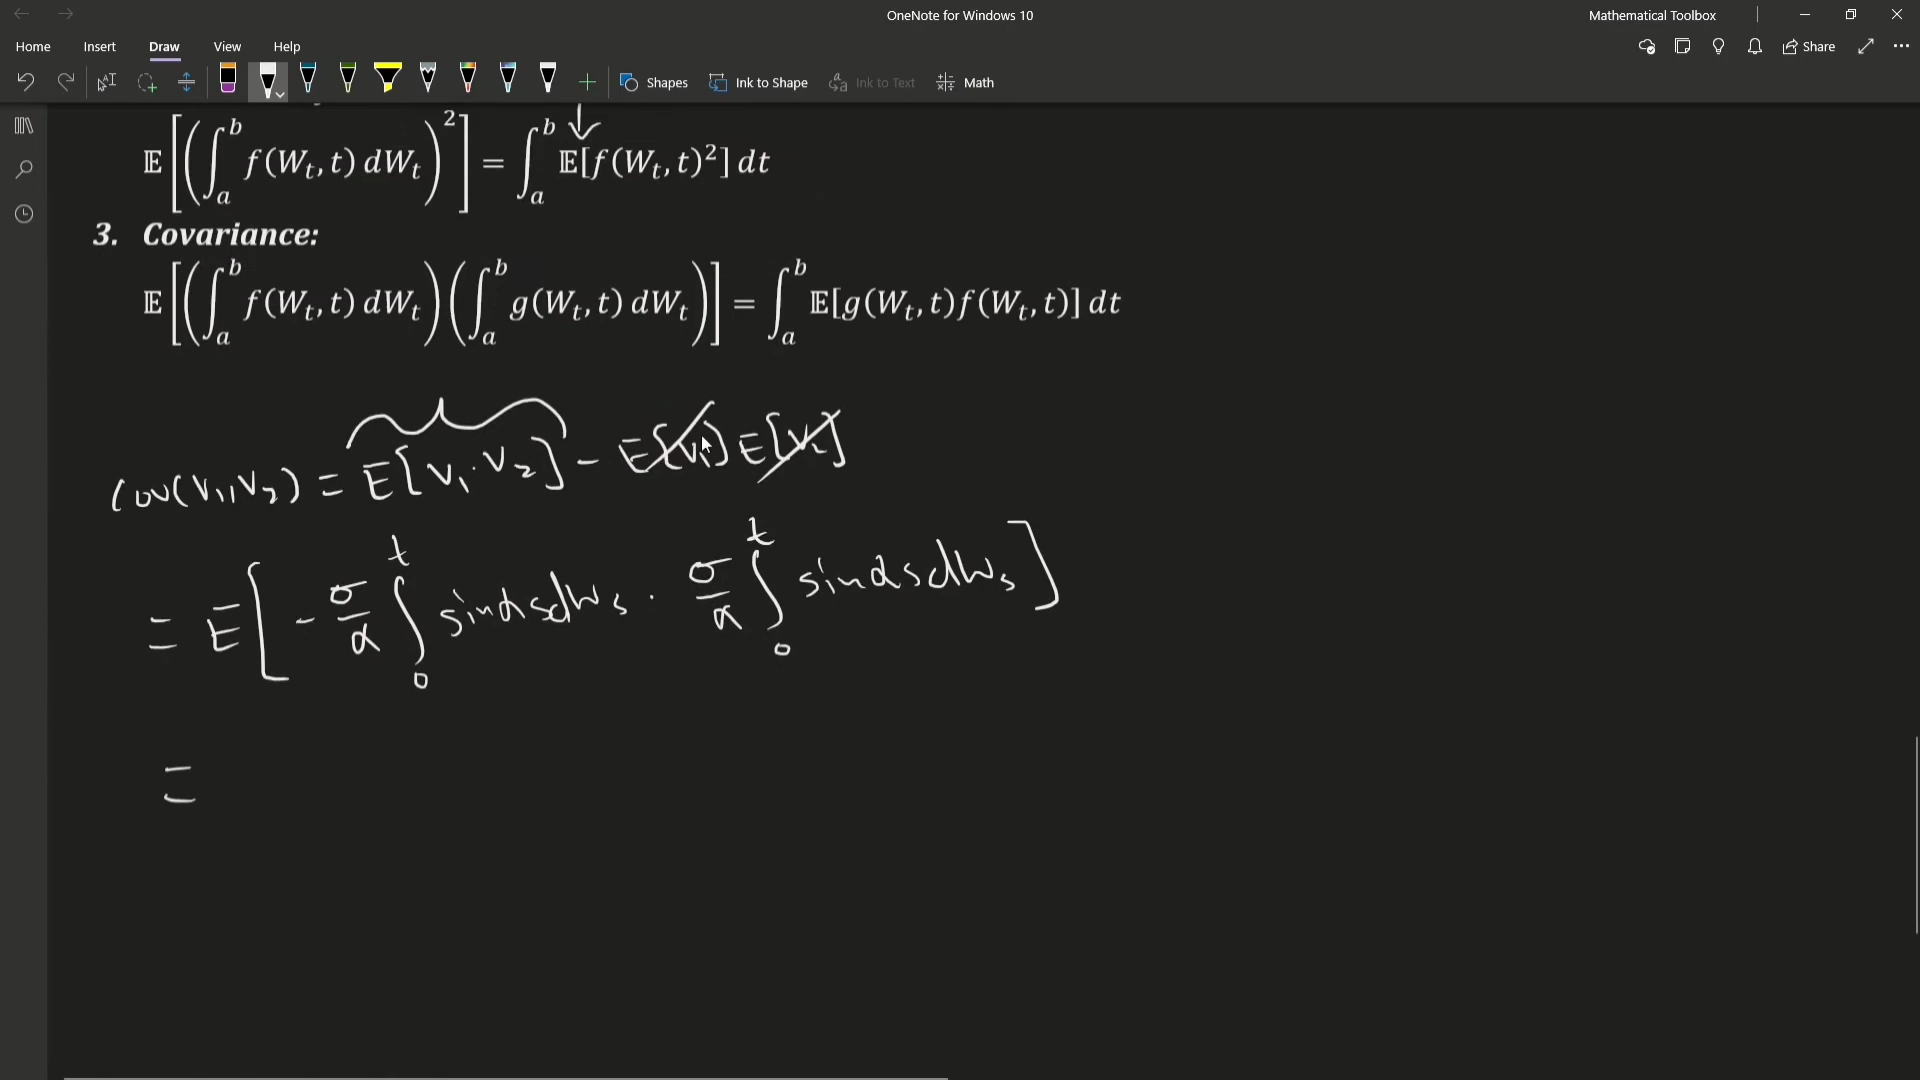 OneNote for Windows 10
Mathematical Toolbox
Home Insert Draw View Help
Share
Shapes Ink to Shape Ink to Text Math
𝔼[(∫_a^b f(W_t, t) dW_t)^2] = ∫_a^b 𝔼[f(W_t, t)^2] dt
3. Covariance:
𝔼[(∫_a^b f(W_t, t) dW_t)(∫_a^b g(W_t, t) dW_t)] = ∫_a^b 𝔼[g(W_t, t)f(W_t, t)] dt
Cov(V_1, V_2) = E[V_1 · V_2] - E[V_1] E[V_2]
= E[-σ/α ∫_0^t sin αs dW_s · σ/α ∫_0^t sin αs dW_s]
=